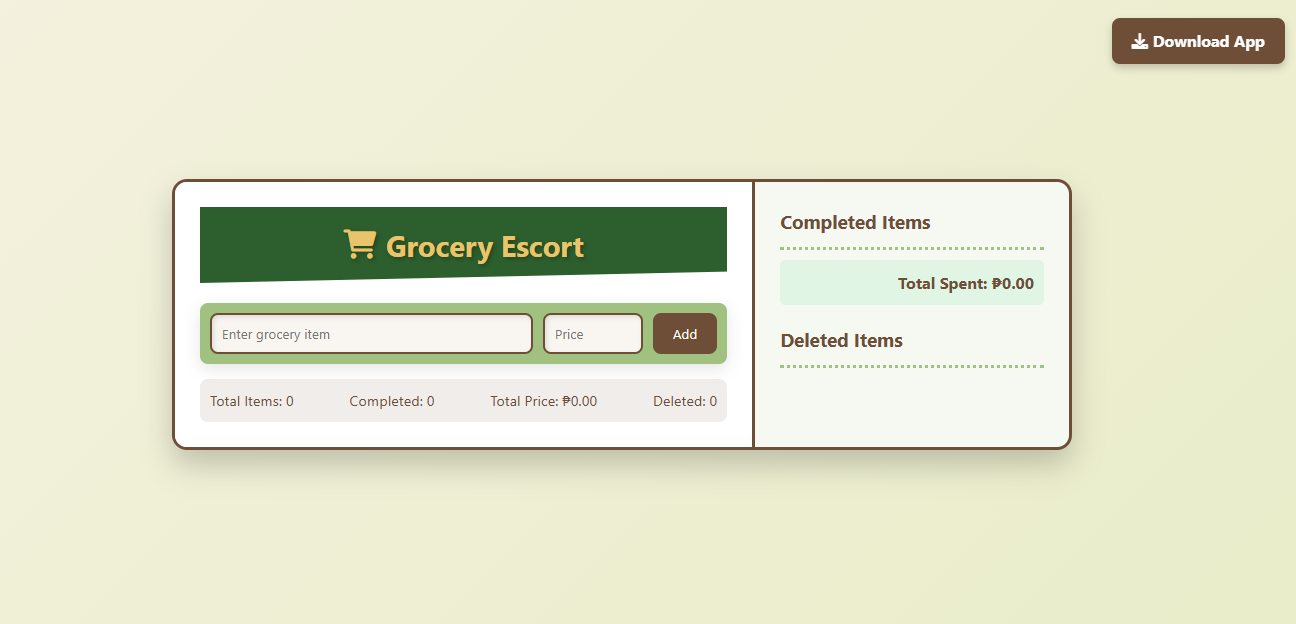 Download App
Grocery Escort
Enter grocery item
Price
Add
Total Items: 0
Completed: 0
Total Price: ₱0.00
Deleted: 0
Completed Items
Total Spent: ₱0.00
Deleted Items